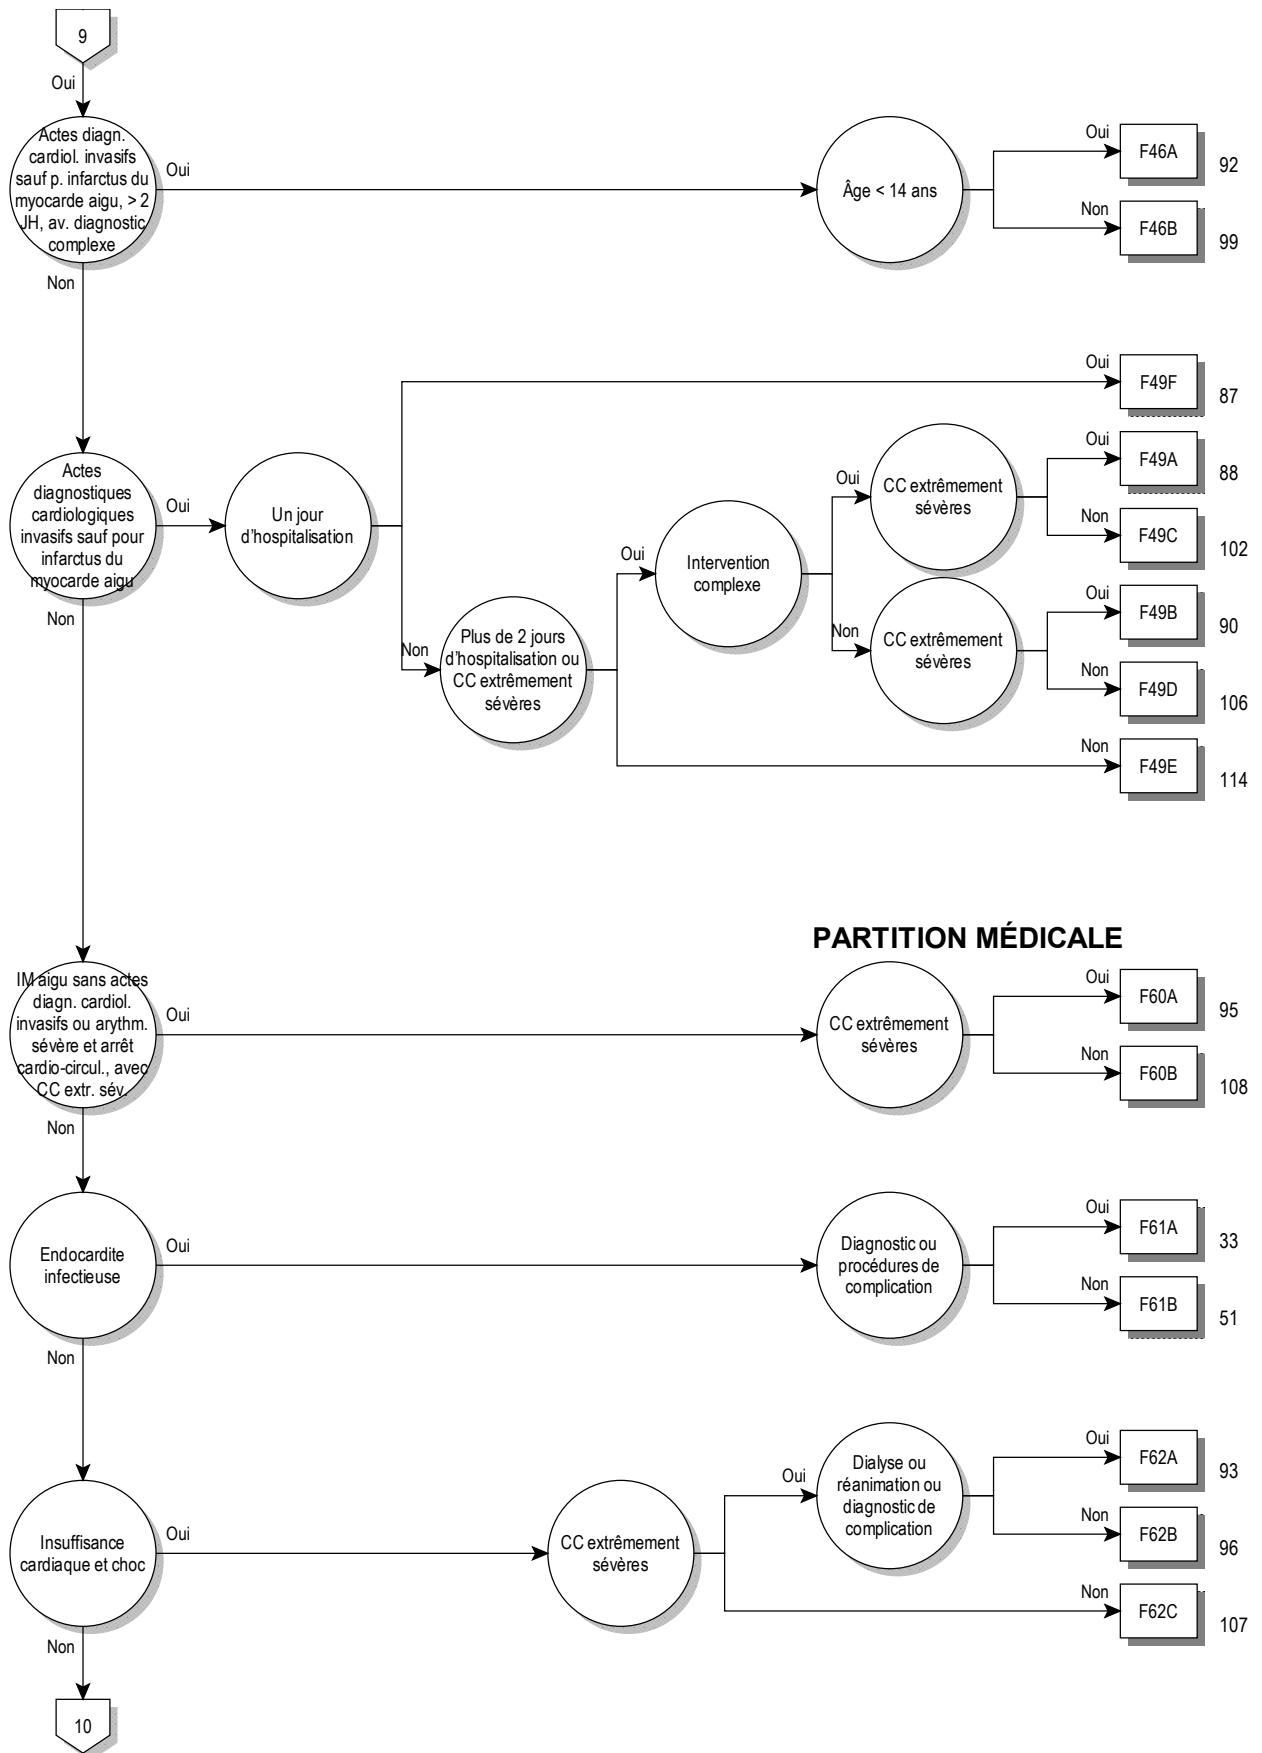 9
Oui
Actes diagn.
cardiol. invasifs
sauf p. infarctus du
myocarde aigu, > 2
JH, av. diagnostic
complexe
Oui
Âge < 14 ans
Oui
F46A
92
Non
F46B
99
Non
Oui
F49F
87
Actes
diagnostiques
cardiologiques
invasifs sauf pour
infarctus du
myocarde aigu
Oui
Un jour
d'hospitalisation
Non
Plus de 2 jours
d'hospitalisation ou
CC extrêmement
sévères
Oui
Intervention
complexe
Oui
CC extrêmement
sévères
Oui
F49A
88
Non
F49C
102
Non
CC extrêmement
sévères
Oui
F49B
90
Non
F49D
106
Non
F49E
114
Non
PARTITION MÉDICALE
IM aigu sans actes
diagn. cardiol.
invasifs ou arythm.
sévère et arrêt
cardio-circul., avec
CC extr. sév.
Oui
CC extrêmement
sévères
Oui
F60A
95
Non
F60B
108
Non
Endocardite
infectieuse
Oui
Diagnostic ou
procédures de
complication
Oui
F61A
33
Non
F61B
51
Non
Insuffisance
cardiaque et choc
Oui
CC extrêmement
sévères
Oui
Dialyse ou
réanimation ou
diagnostic de
complication
Oui
F62A
93
Non
F62B
96
Non
F62C
107
Non
10